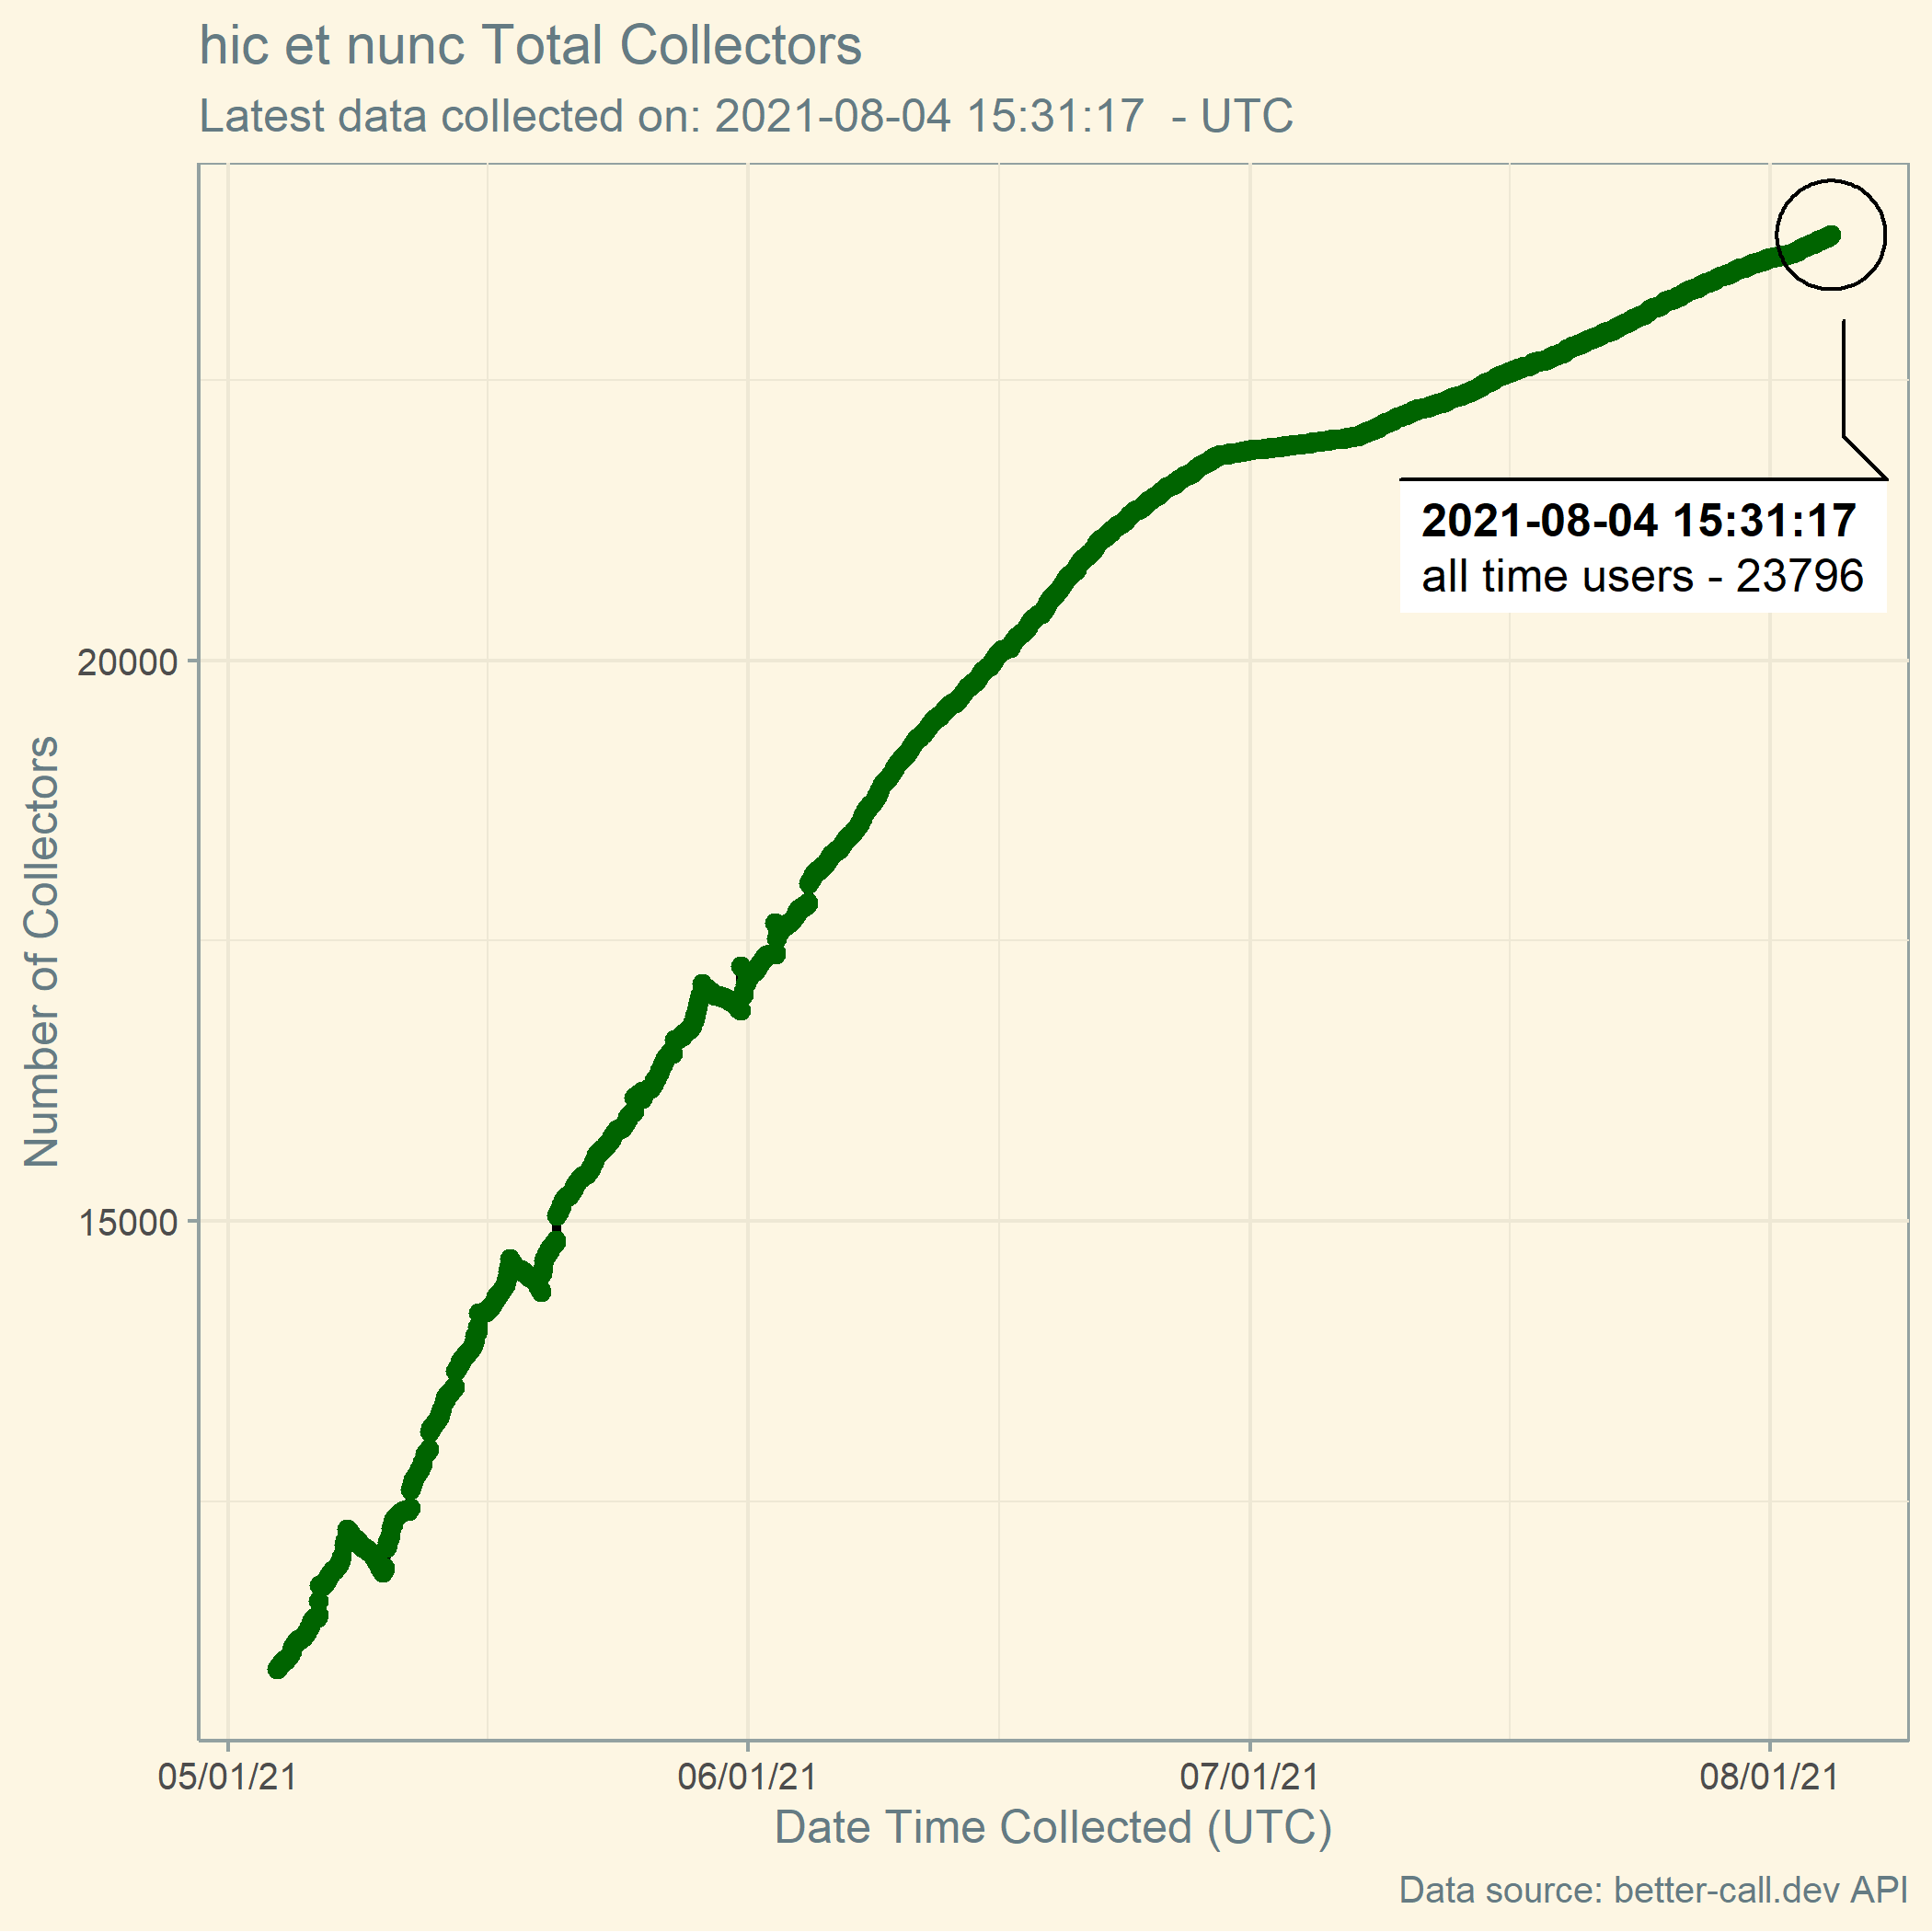 hic et nunc Total Collectors
Latest data collected on: 2021-08-04 15:31:17  - UTC
2021-08-04 15:31:17
all time users - 23796
Number of Collectors
20000
15000
05/01/21
06/01/21
07/01/21
08/01/21
Date Time Collected (UTC)
Data source: better-call.dev API